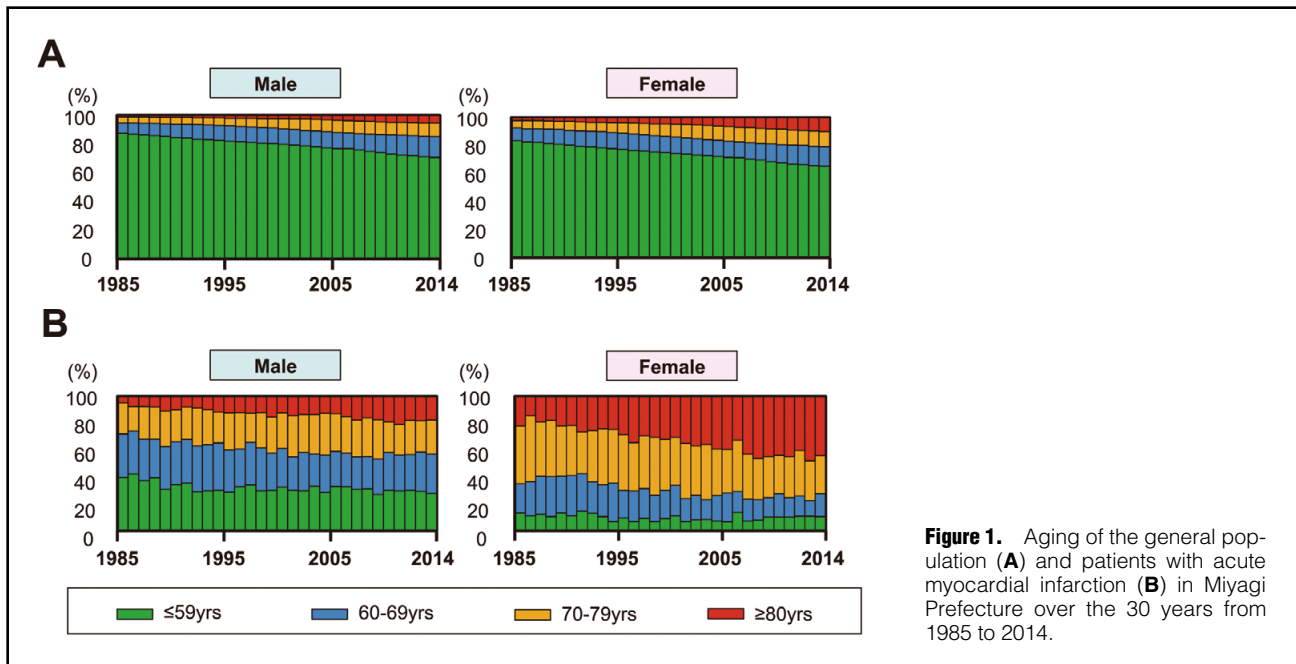 A
Male
Female
(%)
100
80
60
40
20
0
1985
1995
2005
2014
(%)
100
80
60
40
20
0
1985
1995
2005
2014
B
Male
Female
(%)
100
80
60
40
20
0
1985
1995
2005
2014
(%)
100
80
60
40
20
0
1985
1995
2005
2014
≤59yrs
60-69yrs
70-79yrs
≥80yrs
Figure 1. Aging of the general pop-
ulation (A) and patients with acute
myocardial infarction (B) in Miyagi
Prefecture over the 30 years from
1985 to 2014.